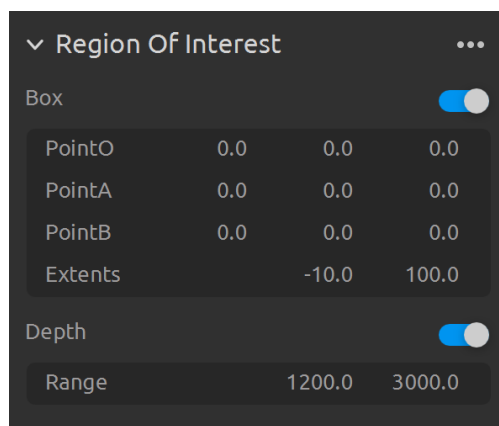 Region Of Interest
Box
PointO 0.0 0.0 0.0
PointA 0.0 0.0 0.0
PointB 0.0 0.0 0.0
Extents -10.0 100.0
Depth
Range 1200.0 3000.0